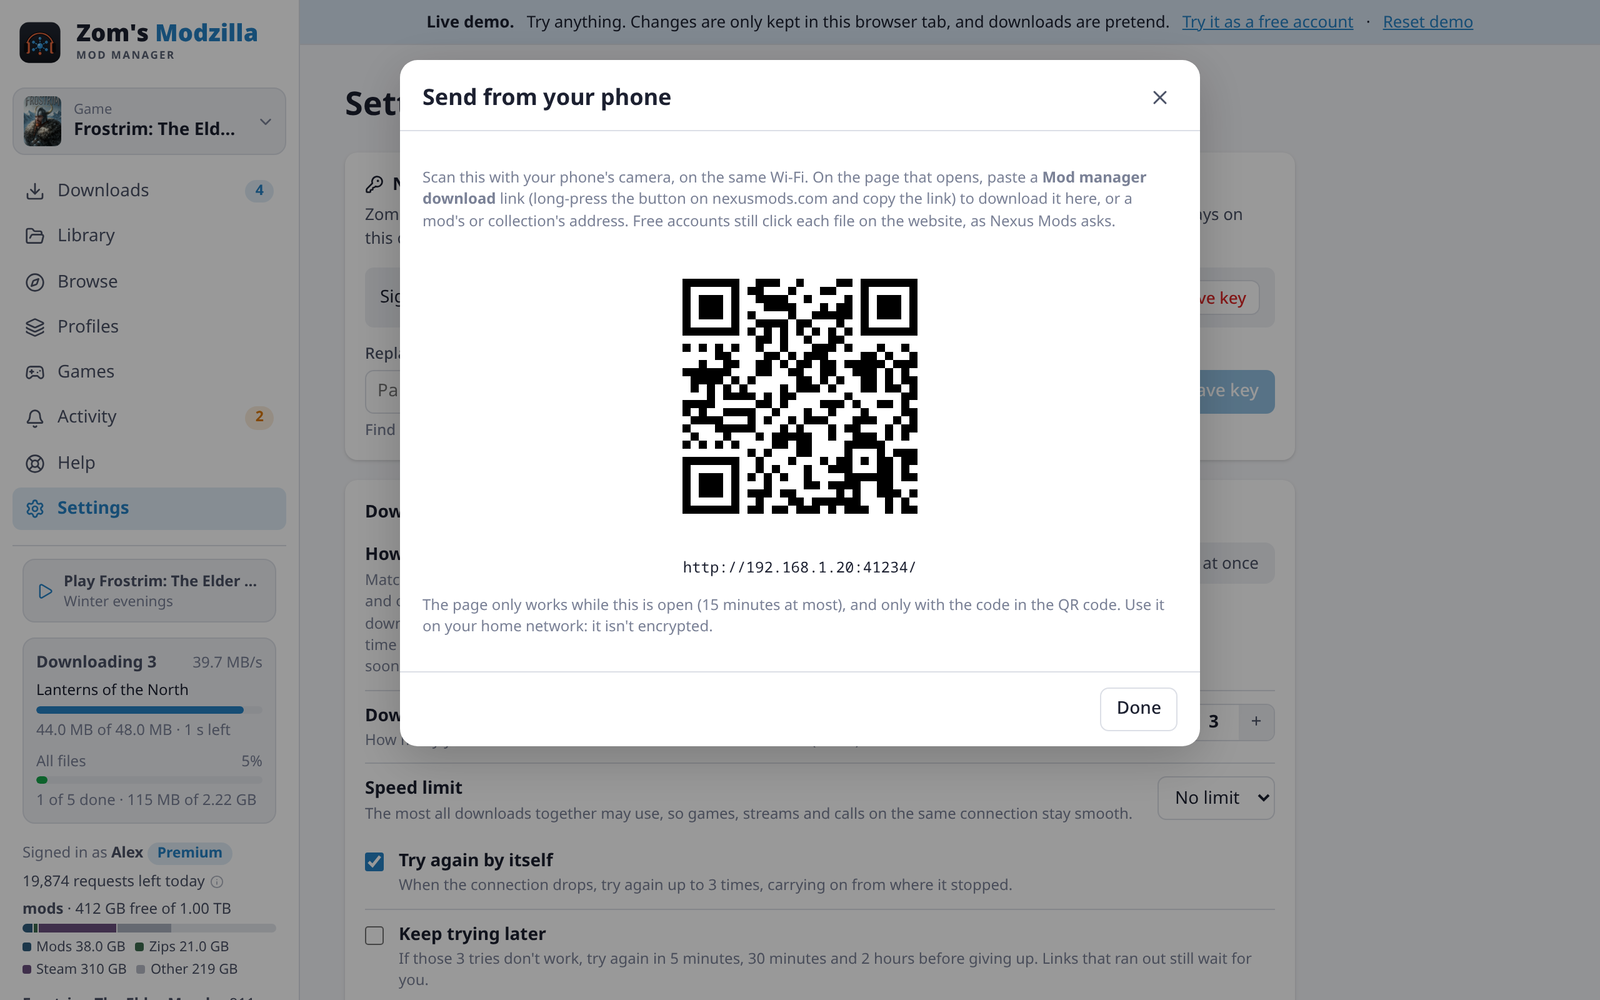 Zom's Modzilla
MOD MANAGER
Game
Frostrim: The Eld...
Downloads 4
Library
Browse
Profiles
Games
Activity 2
Help
Settings
Play Frostrim: The Elder ...
Winter evenings
Downloading 3 39.7 MB/s
Lanterns of the North
44.0 MB of 48.0 MB · 1 s left
All files 5%
1 of 5 done · 115 MB of 2.22 GB
Signed in as Alex Premium
19,874 requests left today
mods · 412 GB free of 1.00 TB
Mods 38.0 GB Zips 21.0 GB
Steam 310 GB Other 219 GB
Live demo. Try anything. Changes are only kept in this browser tab, and downloads are pretend. Try it as a free account · Reset demo
Send from your phone
Scan this with your phone's camera, on the same Wi-Fi. On the page that opens, paste a Mod manager
download link (long-press the button on nexusmods.com and copy the link) to download it here, or a
mod's or collection's address. Free accounts still click each file on the website, as Nexus Mods asks.
http://192.168.1.20:41234/
The page only works while this is open (15 minutes at most), and only with the code in the QR code. Use it
on your home network: it isn't encrypted.
Done
this
key
key
Find
How
and
time
soon
at once
3 +
How
Speed limit
The most all downloads together may use, so games, streams and calls on the same connection stay smooth.
No limit
Try again by itself
When the connection drops, try again up to 3 times, carrying on from where it stopped.
Keep trying later
If those 3 tries don't work, try again in 5 minutes, 30 minutes and 2 hours before giving up. Links that ran out still wait for
you.